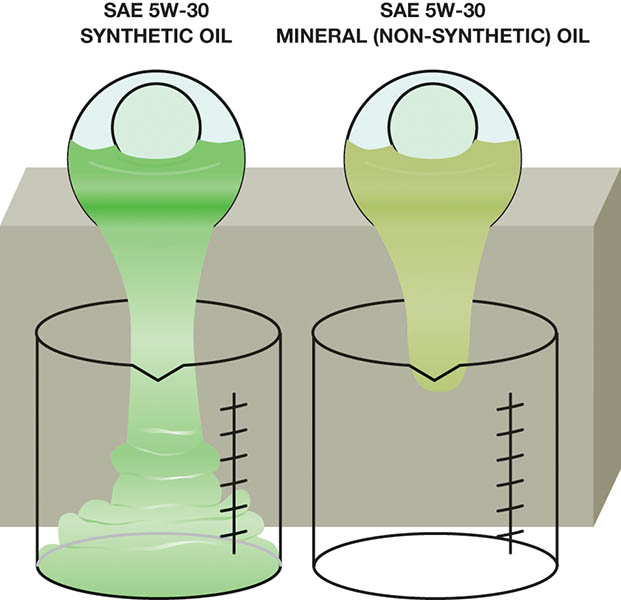 SAE 5W-30
SYNTHETIC OIL
SAE 5W-30
MINERAL (NON-SYNTHETIC) OIL